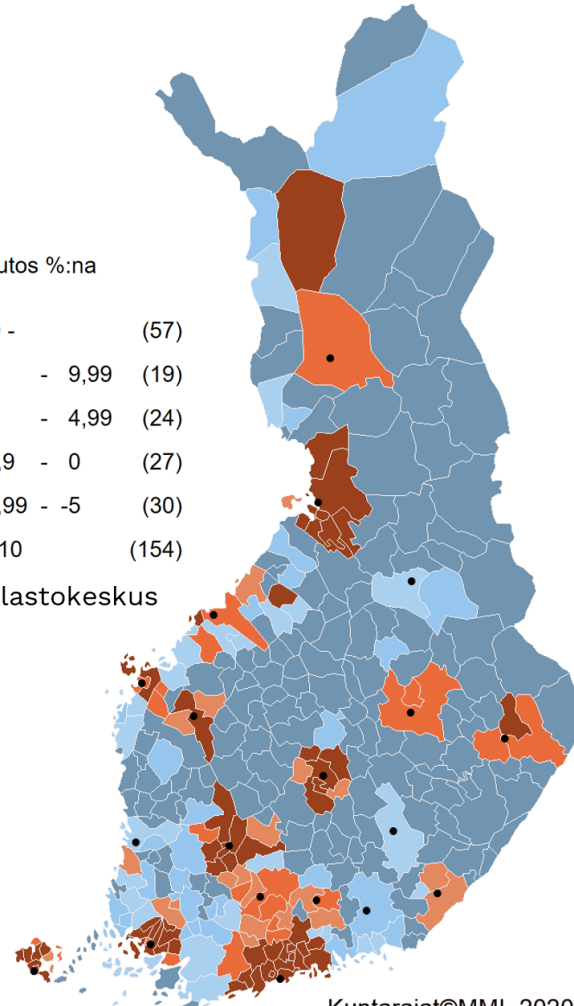 utos %:na
- (57)
- 9,99 (19)
- 4,99 (24)
,9 - 0 (27)
,99 - -5 (30)
10 (154)
lastokeskus
Kuntarajat©MML 2020